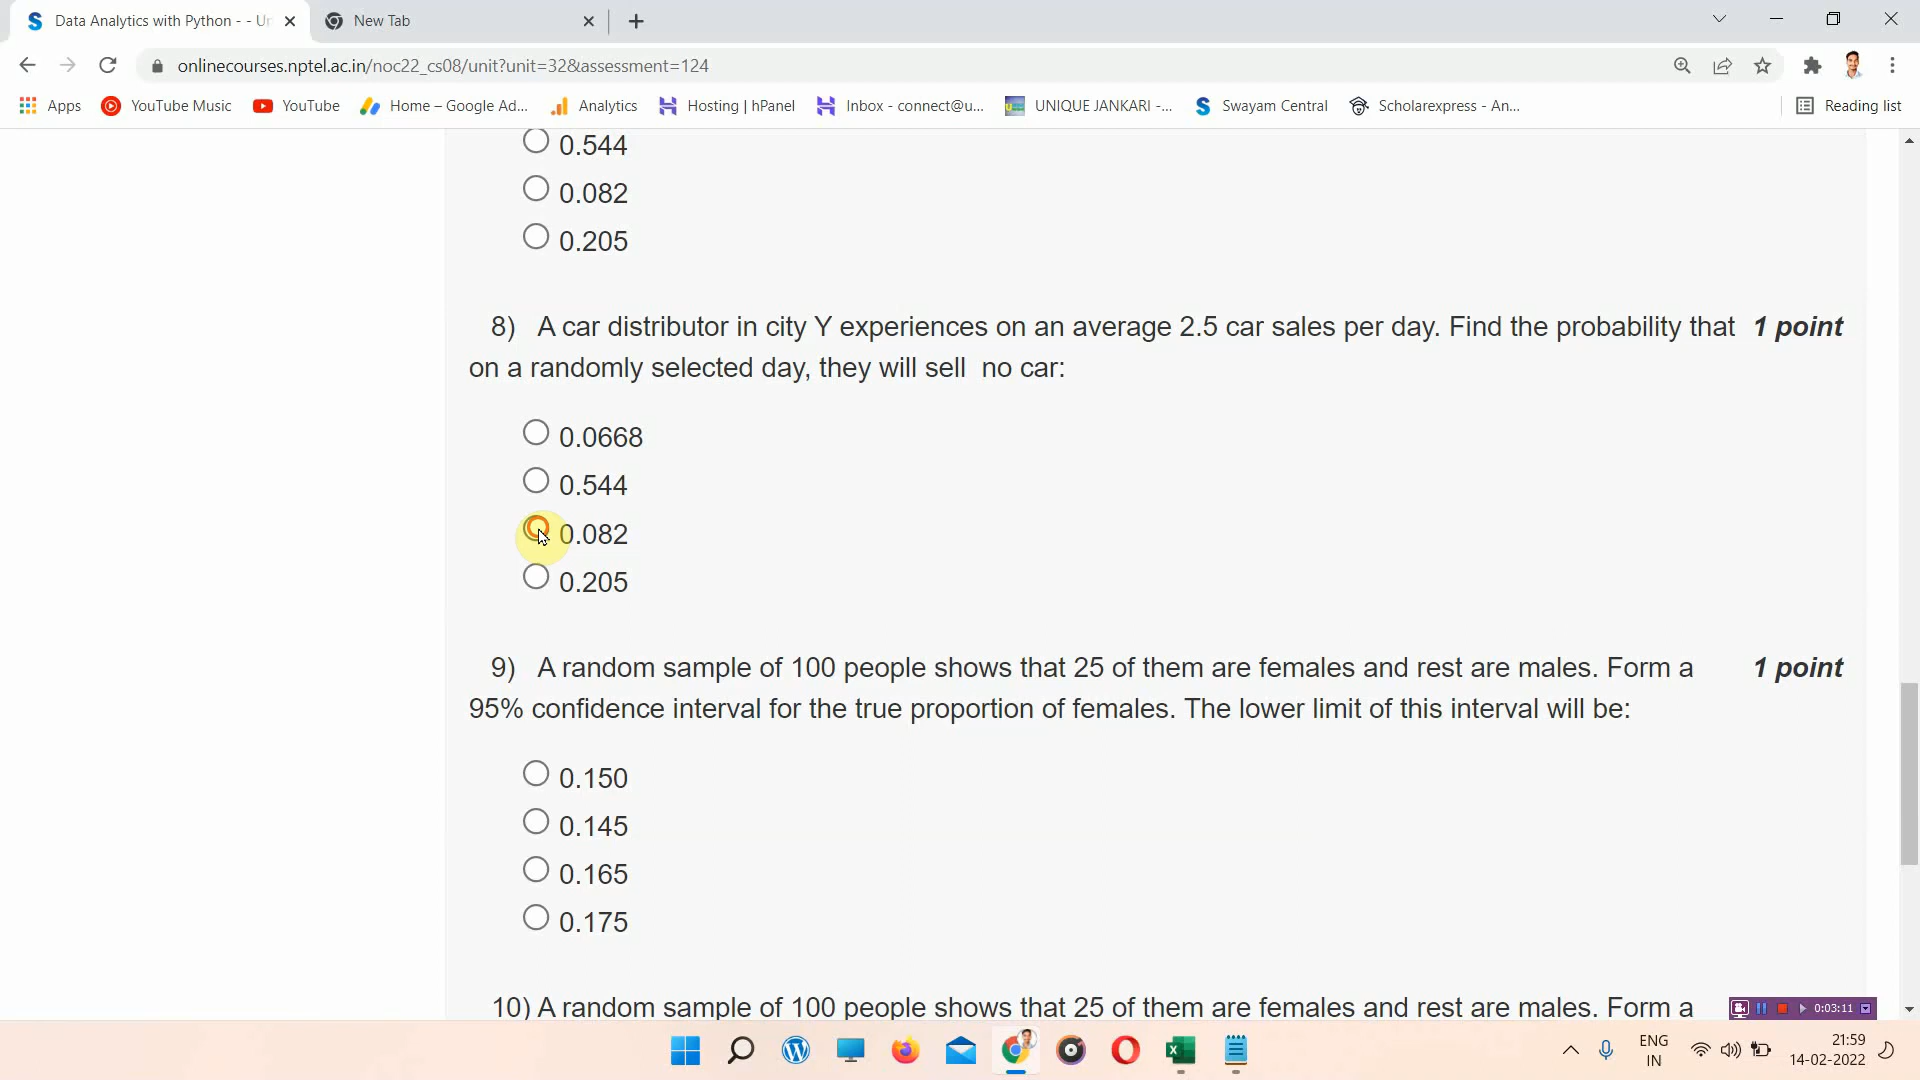 Data Analytics with Python - - Un
New Tab
onlinecourses.nptel.ac.in/noc22_cs08/unit?unit=32&assessment=124
Apps
YouTube Music
YouTube
Home – Google Ad...
Analytics
Hosting | hPanel
Inbox - connect@u...
UNIQUE JANKARI -...
Swayam Central
Scholarexpress - An...
Reading list
0.544
0.082
0.205
8) A car distributor in city Y experiences on an average 2.5 car sales per day. Find the probability that 1 point
on a randomly selected day, they will sell no car:
0.0668
0.544
0.082
0.205
9) A random sample of 100 people shows that 25 of them are females and rest are males. Form a 1 point
95% confidence interval for the true proportion of females. The lower limit of this interval will be:
0.150
0.145
0.165
0.175
10) A random sample of 100 people shows that 25 of them are females and rest are males. Form a
0:03:11
ENG
IN
21:59
14-02-2022